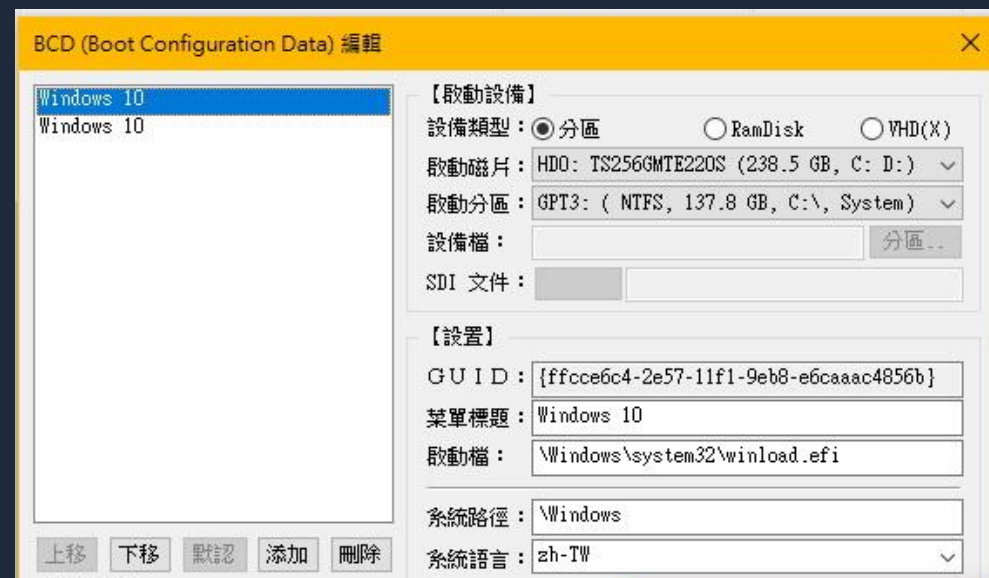 BCD (Boot Configuration Data) 編輯
Windows 10
Windows 10
上移 下移 默認 添加 刪除
【啟動設備】
設備類型： 分區 RamDisk VHD(X)
啟動磁片： HD0: TS256GMTE220S (238.5 GB, C: D:)
啟動分區： GPT3: ( NTFS, 137.8 GB, C:\, System)
設備檔： 分區..
SDI 文件：
【設置】
ＧＵＩＤ： {ffcce6c4-2e57-11f1-9eb8-e6caaac4856b}
菜單標題： Windows 10
啟動檔： \Windows\system32\winload.efi
系統路徑： \Windows
系統語言： zh-TW